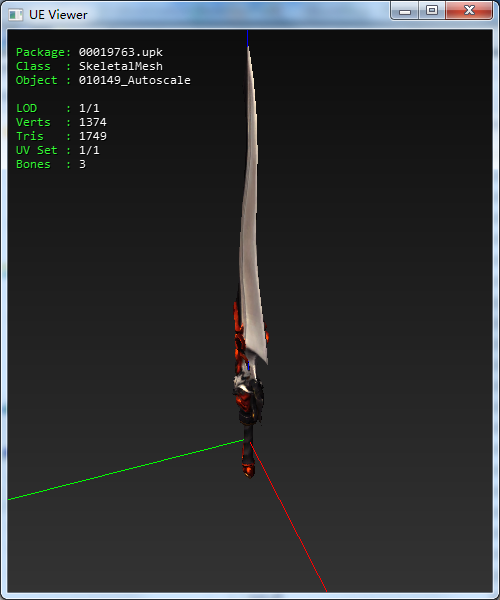 UE Viewer
Package: 00019763.upk
Class : SkeletalMesh
Object : 010149_Autoscale
LOD : 1/1
Verts : 1374
Tris : 1749
UV Set : 1/1
Bones : 3